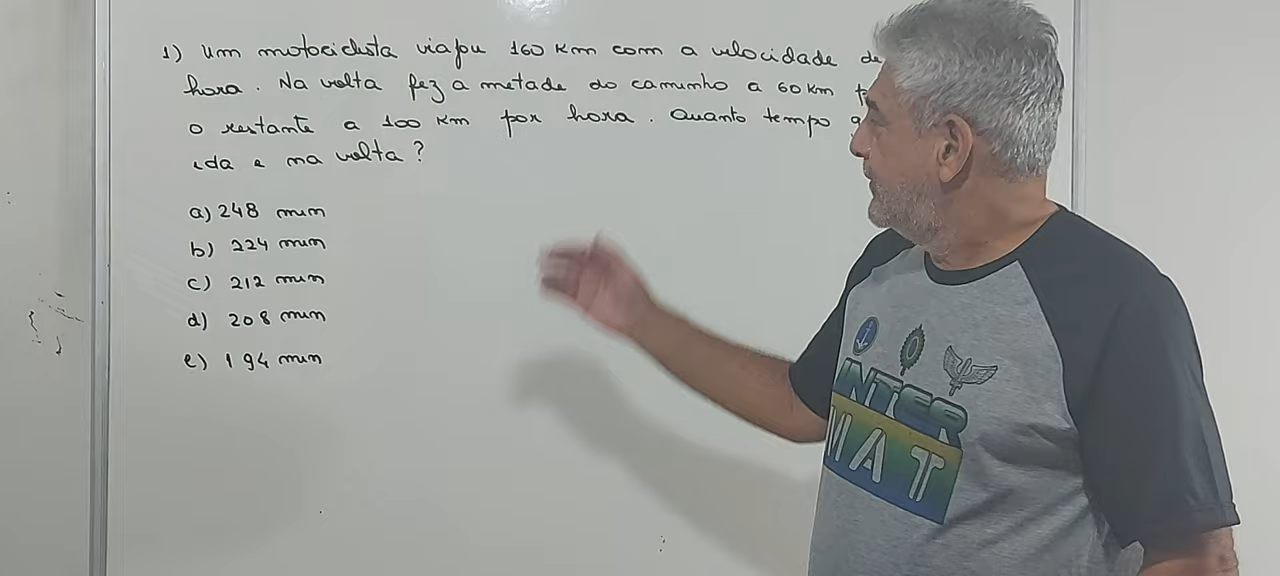 1) Um motociclista viajou 160 Km com a velocidade de
hora. Na volta fez a metade do caminho a 60 Km p
o restante a 100 Km por hora. Quanto tempo g
ida e na volta?
a) 248 min
b) 224 min
c) 212 min
d) 208 min
e) 194 min
INTER
MAT